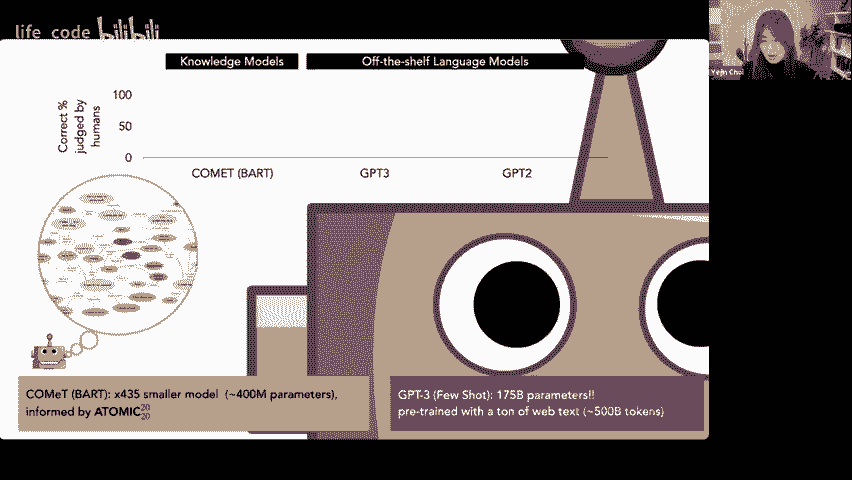 life_code bilibili
Yejin Choi
Knowledge Models
Off-the-shelf Language Models
Correct %
judged by
humans
100
50
0
COMET (BART)
GPT3
GPT2
COMeT (BART): x435 smaller model (~400M parameters),
informed by ATOMIC 20 20
GPT-3 (Few Shot): 175B parameters!!
pre-trained with a ton of web text (~500B tokens)